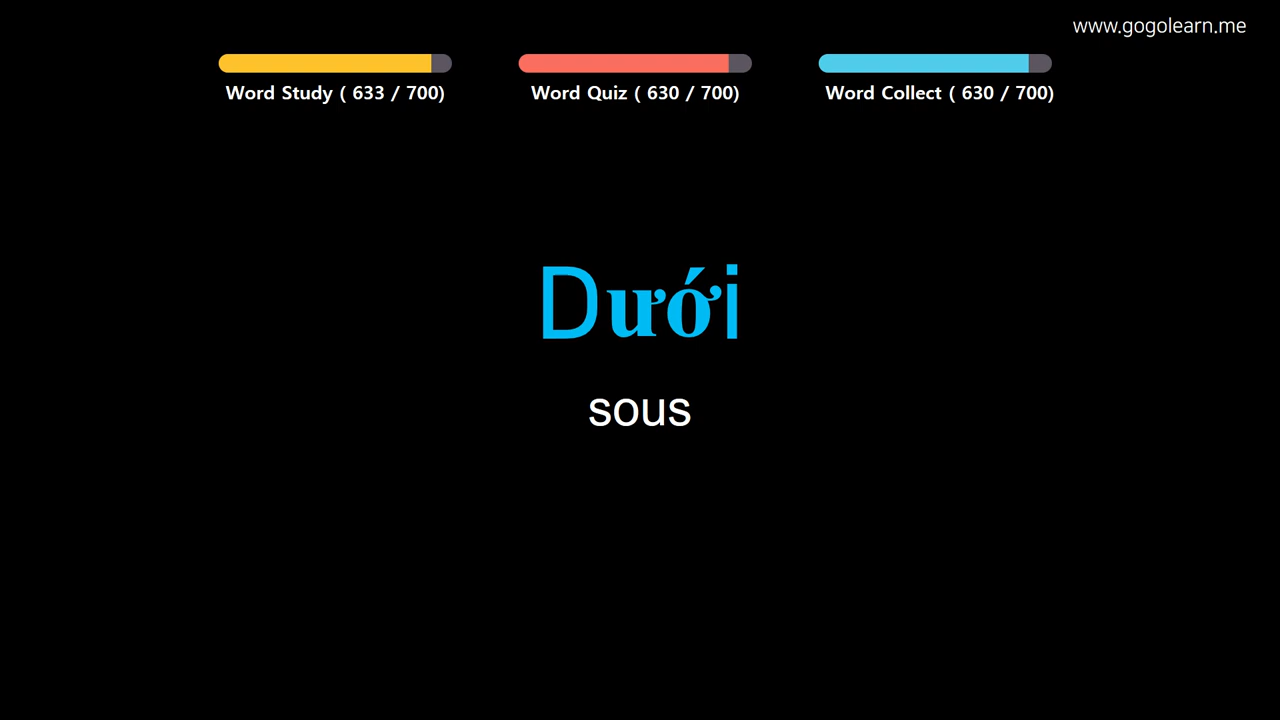 www.gogolearn.me
Word Study ( 633 / 700)
Word Quiz ( 630 / 700)
Word Collect ( 630 / 700)
Dưới
sous